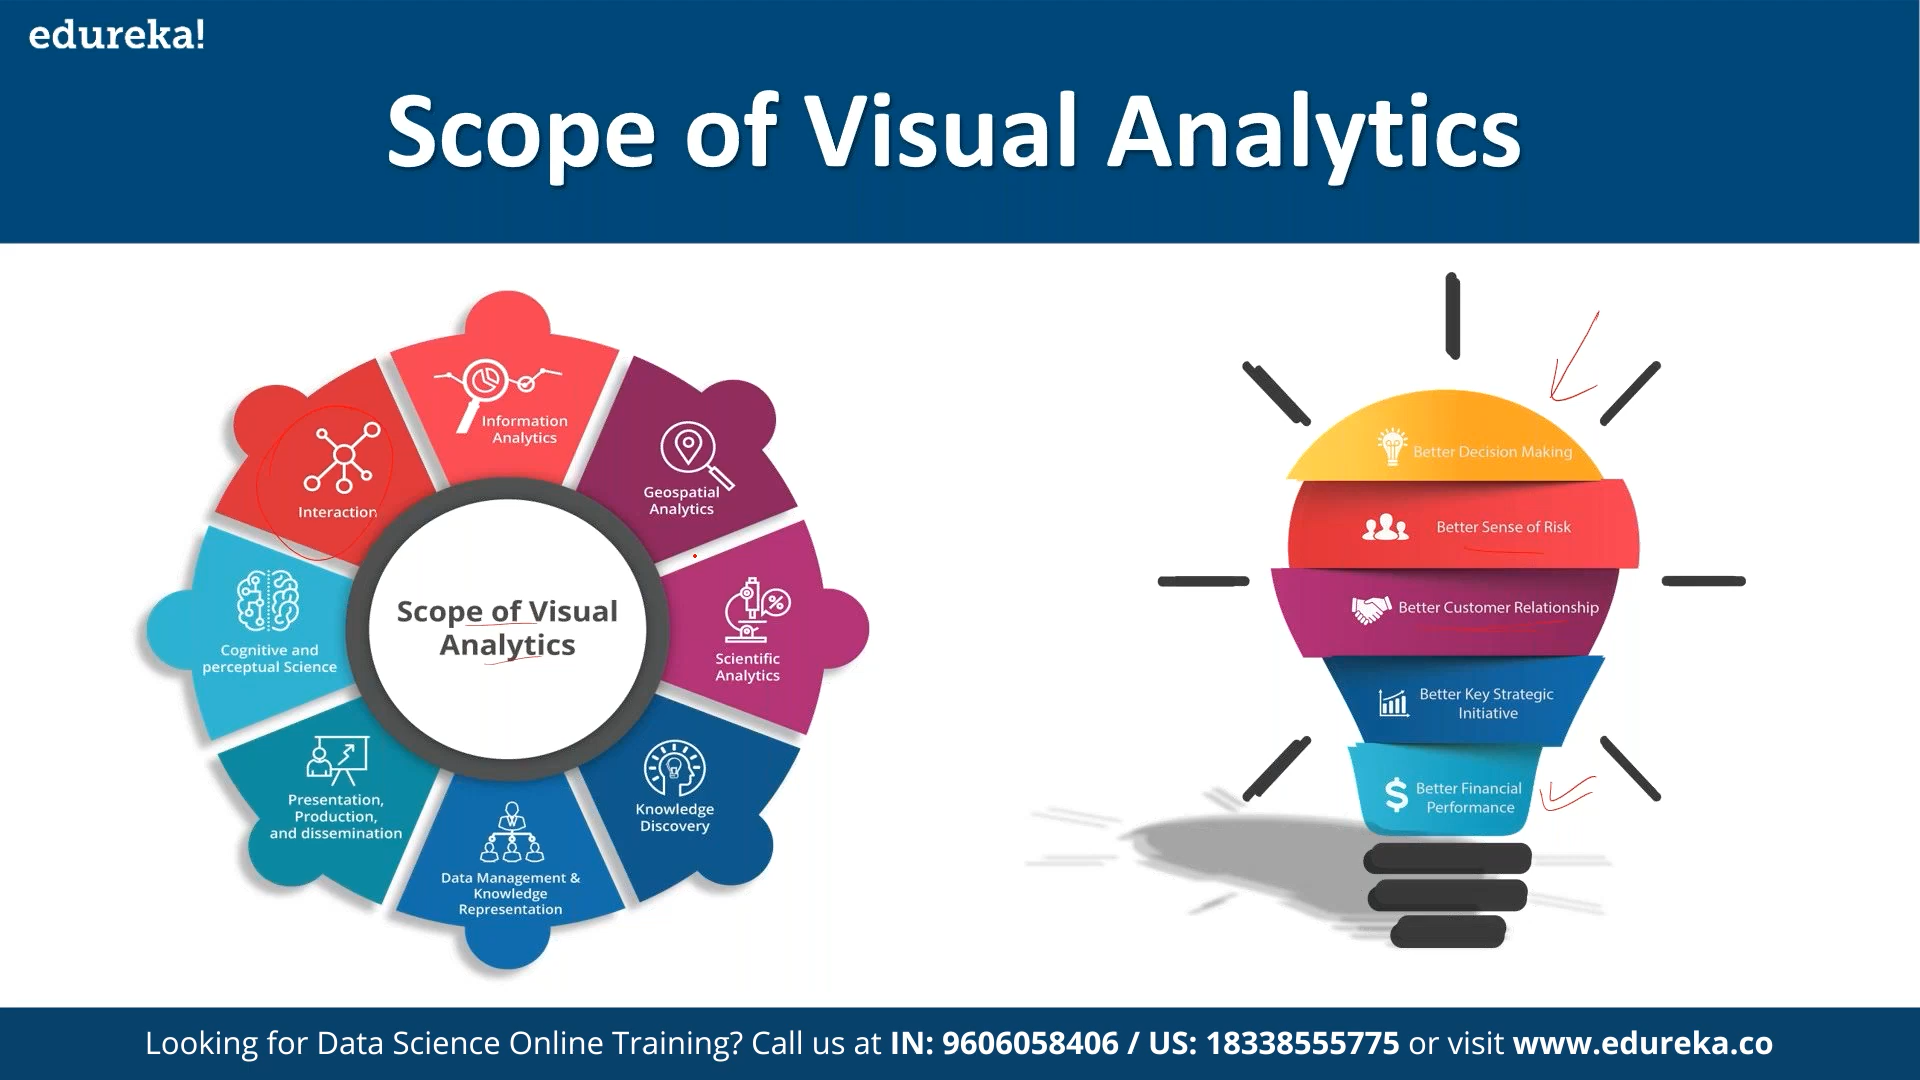 edureka!
Scope of Visual Analytics
Information
Analytics
Geospatial
Analytics
Scientific
Analytics
Knowledge
Discovery
Data Management &
Knowledge
Representation
Presentation,
Production,
and dissemination
Cognitive and
perceptual Science
Interaction
Scope of Visual
Analytics
%
Better Decision Making
Better Sense of Risk
Better Customer Relationship
Better Key Strategic
Initiative
$
Better Financial
Performance
Looking for Data Science Online Training? Call us at IN: 9606058406 / US: 18338555775 or visit www.edureka.co